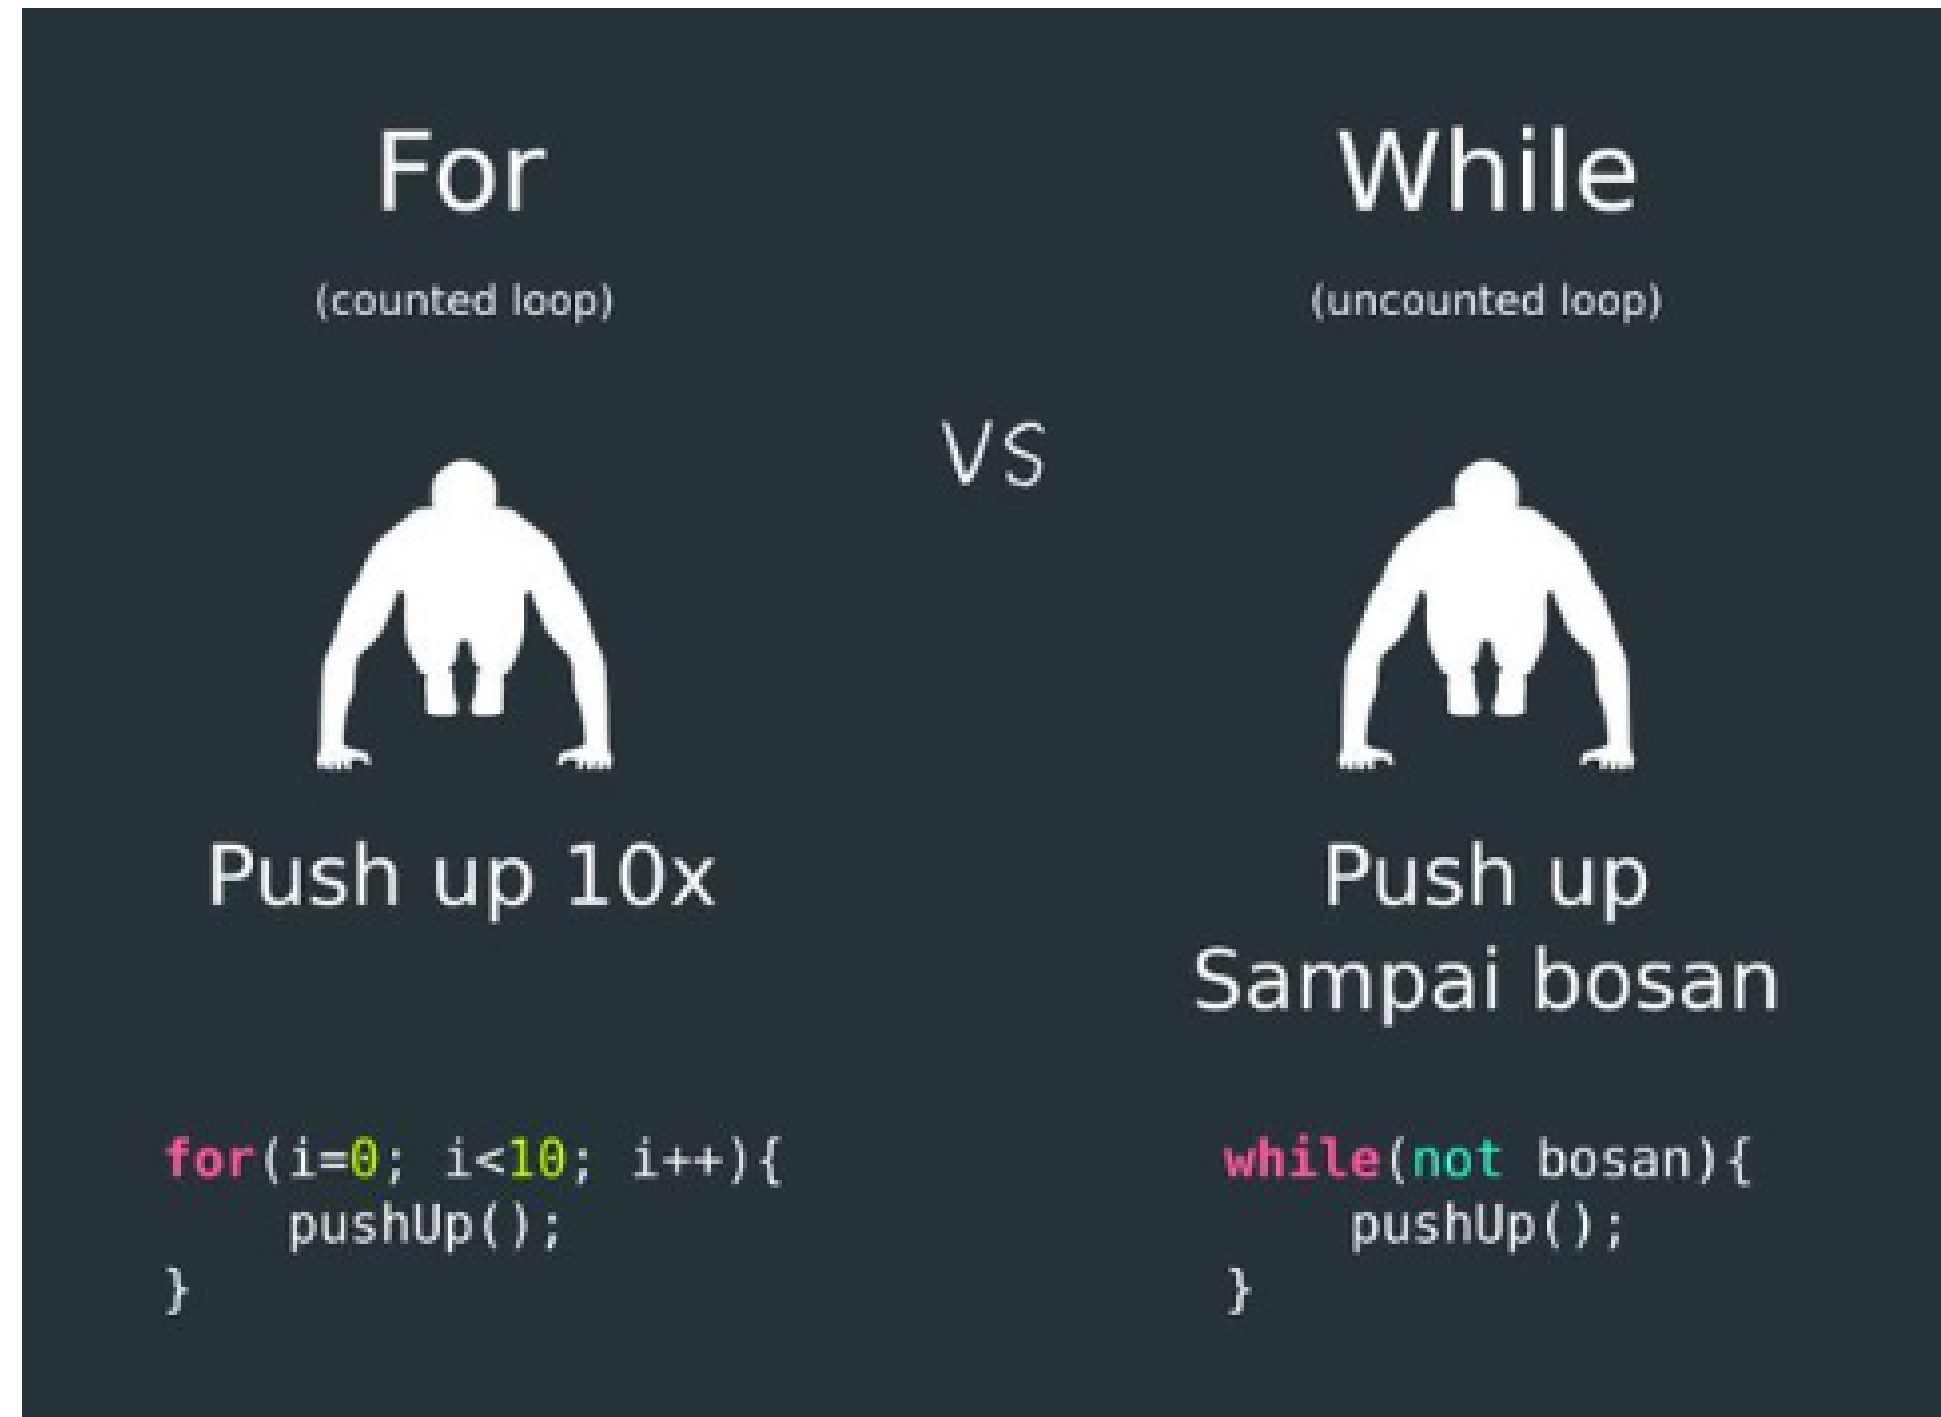 For
(counted loop)
Push up 10x
for(i=0; i<10; i++){
    pushUp();
}
VS
While
(uncounted loop)
Push up
Sampai bosan
while(not bosan){
    pushUp();
}